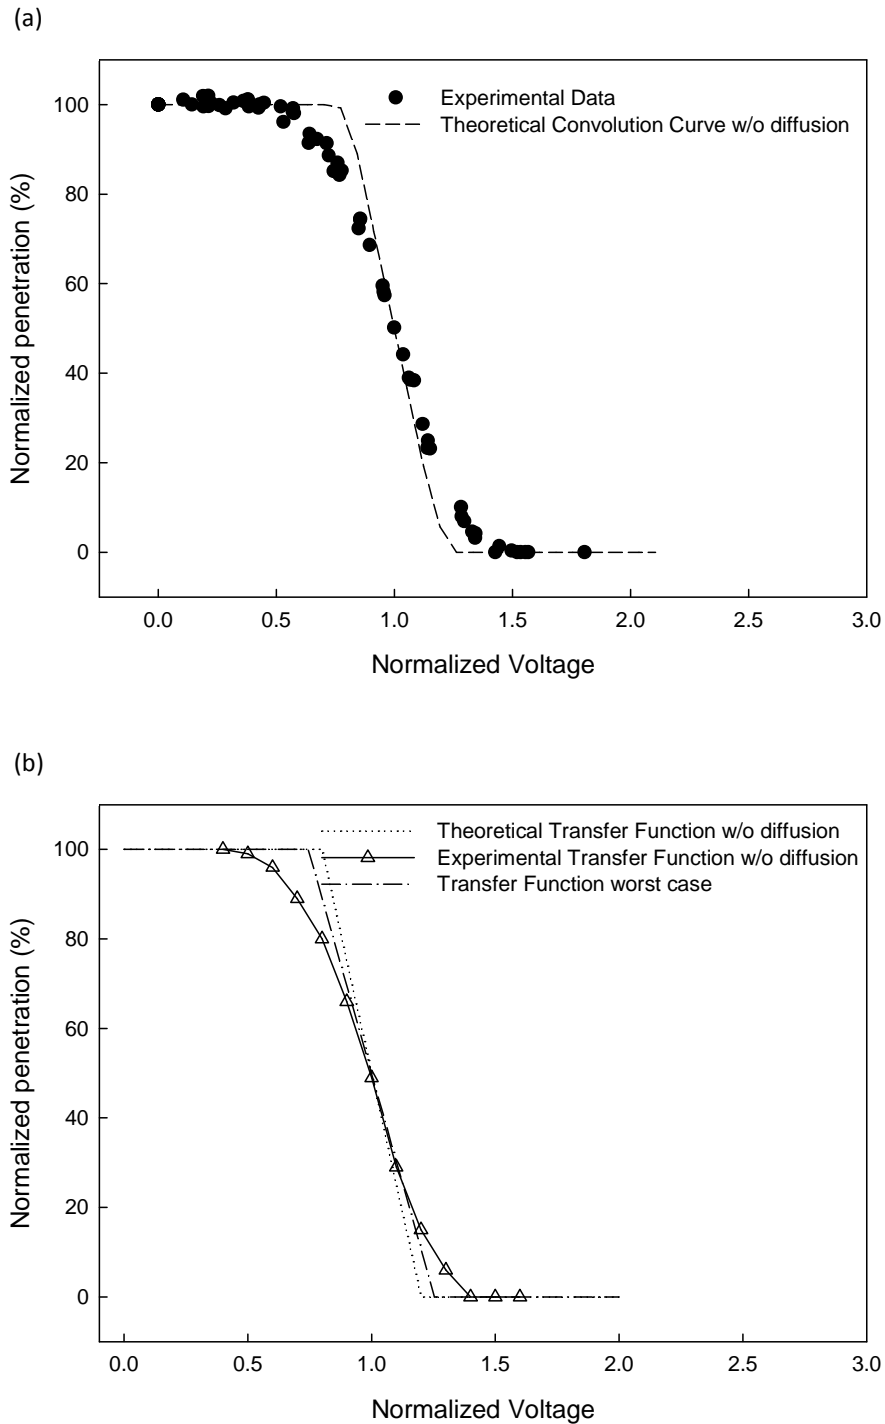 (a)
100
80
60
40
20
0
Normalized penetration (%)
Experimental Data
Theoretical Convolution Curve w/o diffusion
0.0 0.5 1.0 1.5 2.0 2.5 3.0
Normalized Voltage
(b)
100
80
60
40
20
0
Normalized penetration (%)
Theoretical Transfer Function w/o diffusion
Experimental Transfer Function w/o diffusion
Transfer Function worst case
0.0 0.5 1.0 1.5 2.0 2.5 3.0
Normalized Voltage